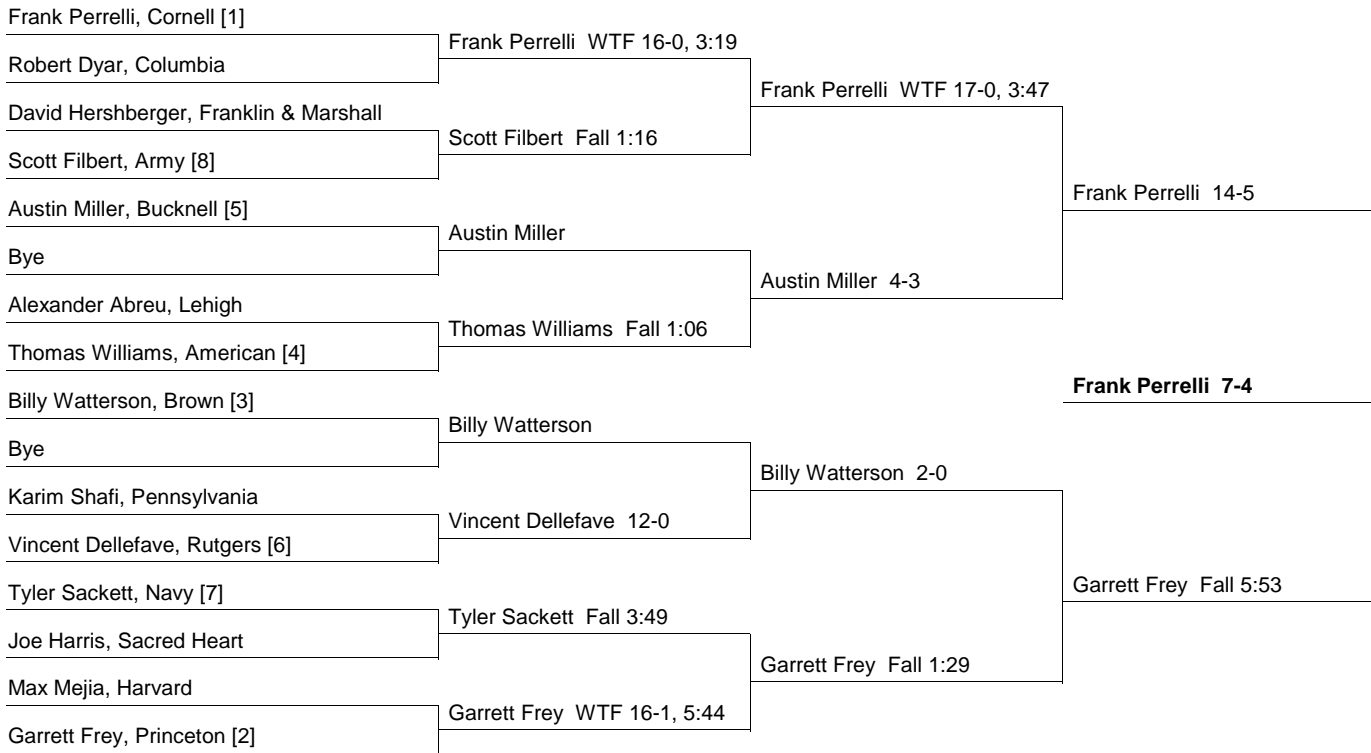 Frank Perrelli, Cornell [1]
Robert Dyar, Columbia
David Hershberger, Franklin & Marshall
Scott Filbert, Army [8]
Austin Miller, Bucknell [5]
Bye
Alexander Abreu, Lehigh
Thomas Williams, American [4]
Billy Watterson, Brown [3]
Bye
Karim Shafi, Pennsylvania
Vincent Dellefave, Rutgers [6]
Tyler Sackett, Navy [7]
Joe Harris, Sacred Heart
Max Mejia, Harvard
Garrett Frey, Princeton [2]
Frank Perrelli WTF 16-0, 3:19
Scott Filbert Fall 1:16
Austin Miller
Thomas Williams Fall 1:06
Billy Watterson
Vincent Dellefave 12-0
Tyler Sackett Fall 3:49
Garrett Frey WTF 16-1, 5:44
Frank Perrelli WTF 17-0, 3:47
Austin Miller 4-3
Billy Watterson 2-0
Garrett Frey Fall 1:29
Frank Perrelli 14-5
Garrett Frey Fall 5:53
Frank Perrelli 7-4